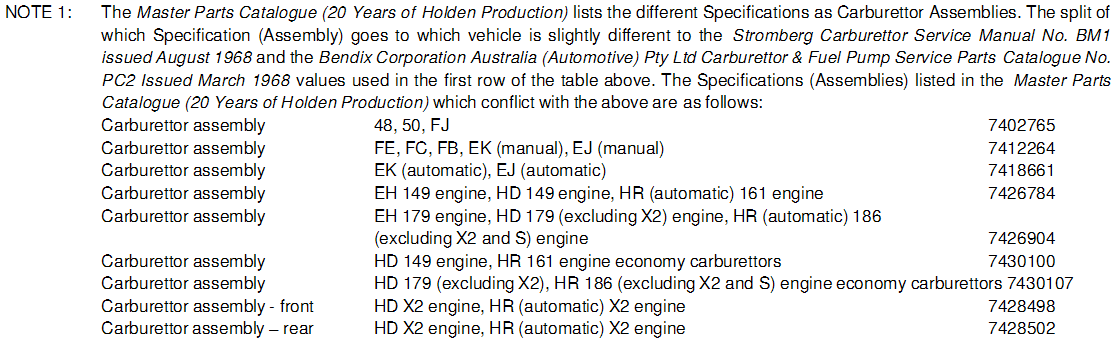 NOTE 1: The Master Parts Catalogue (20 Years of Holden Production) lists the different Specifications as Carburettor Assemblies. The split of
which Specification (Assembly) goes to which vehicle is slightly different to the Stromberg Carburettor Service Manual No. BM1
issued August 1968 and the Bendix Corporation Australia (Automotive) Pty Ltd Carburettor & Fuel Pump Service Parts Catalogue No.
PC2 Issued March 1968 values used in the first row of the table above. The Specifications (Assemblies) listed in the Master Parts
Catalogue (20 Years of Holden Production) which conflict with the above are as follows:
Carburettor assembly 48, 50, FJ 7402765
Carburettor assembly FE, FC, FB, EK (manual), EJ (manual) 7412264
Carburettor assembly EK (automatic), EJ (automatic) 7418661
Carburettor assembly EH 149 engine, HD 149 engine, HR (automatic) 161 engine 7426784
Carburettor assembly EH 179 engine, HD 179 (excluding X2) engine, HR (automatic) 186
(excluding X2 and S) engine 7426904
Carburettor assembly HD 149 engine, HR 161 engine economy carburettors 7430100
Carburettor assembly HD 179 (excluding X2), HR 186 (excluding X2 and S) engine economy carburettors 7430107
Carburettor assembly - front HD X2 engine, HR (automatic) X2 engine 7428498
Carburettor assembly – rear HD X2 engine, HR (automatic) X2 engine 7428502